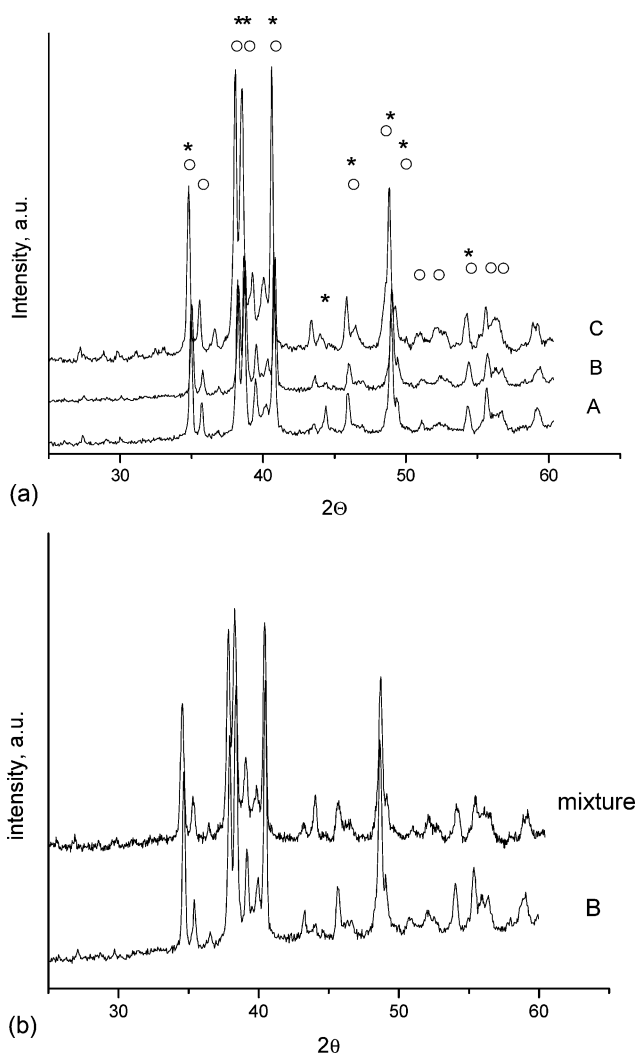 ** *
*
*
*
*
*
*
Intensity, a.u.
C
B
A
30 40 50 60
(a)
2Θ
intensity, a.u.
mixture
B
30 40 50 60
(b)
2θ